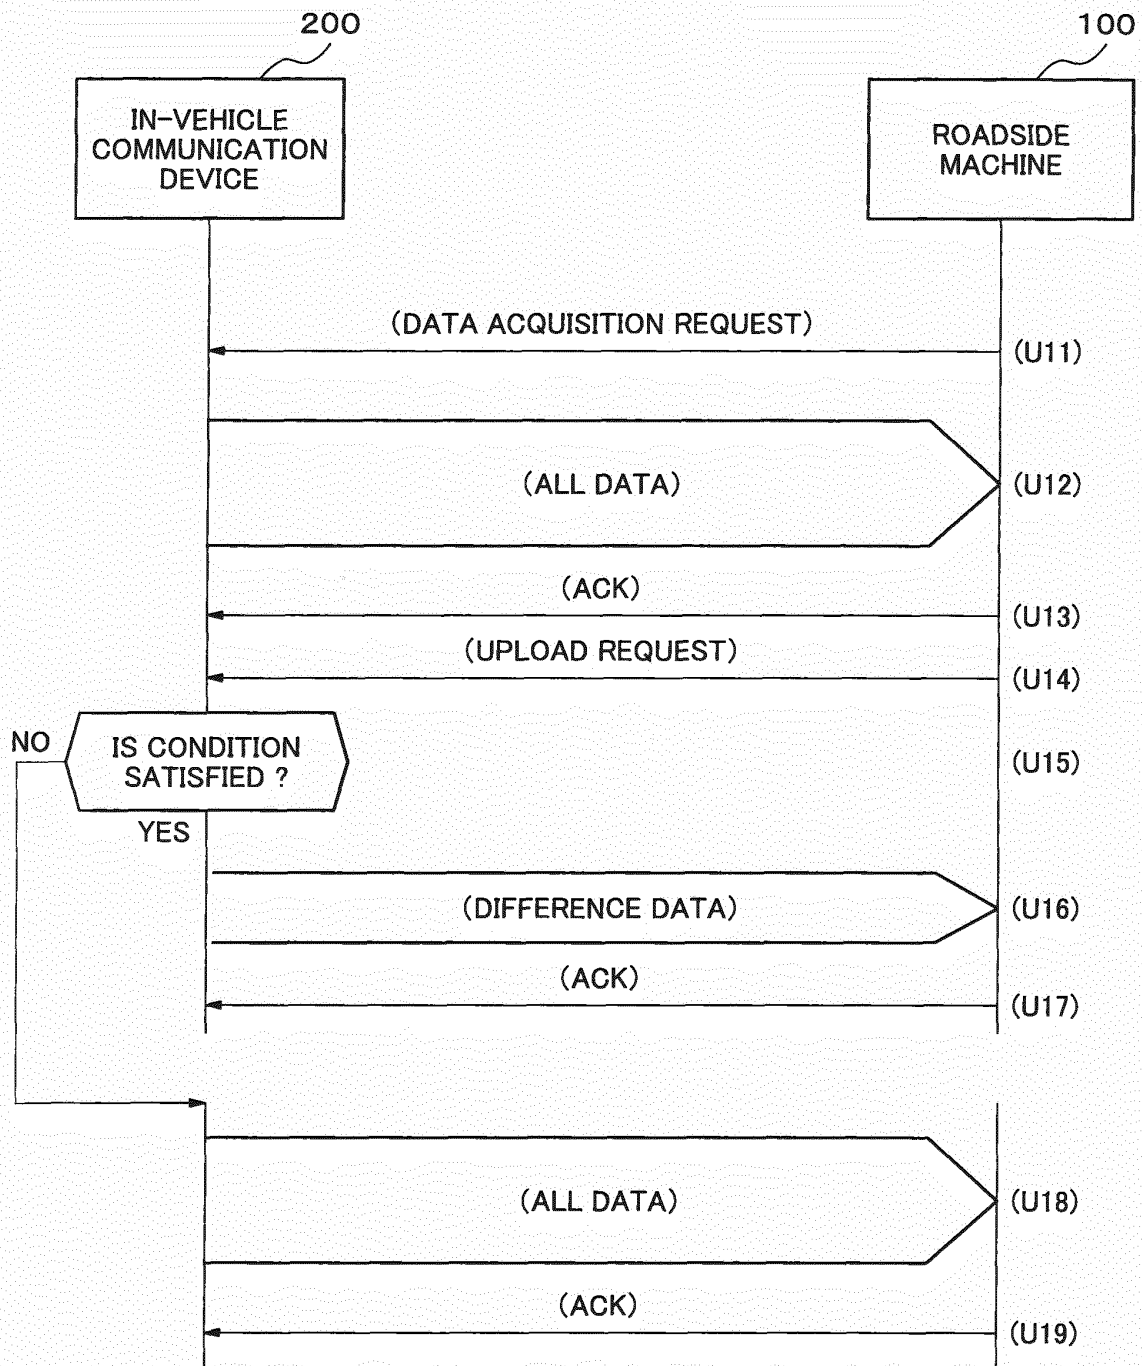 200
100
IN-VEHICLE
COMMUNICATION
DEVICE
ROADSIDE
MACHINE
(DATA ACQUISITION REQUEST)
(U11)
(ALL DATA)
(U12)
(ACK)
(U13)
(UPLOAD REQUEST)
(U14)
NO
IS CONDITION
SATISFIED ?
(U15)
YES
(DIFFERENCE DATA)
(U16)
(ACK)
(U17)
(ALL DATA)
(U18)
(ACK)
(U19)